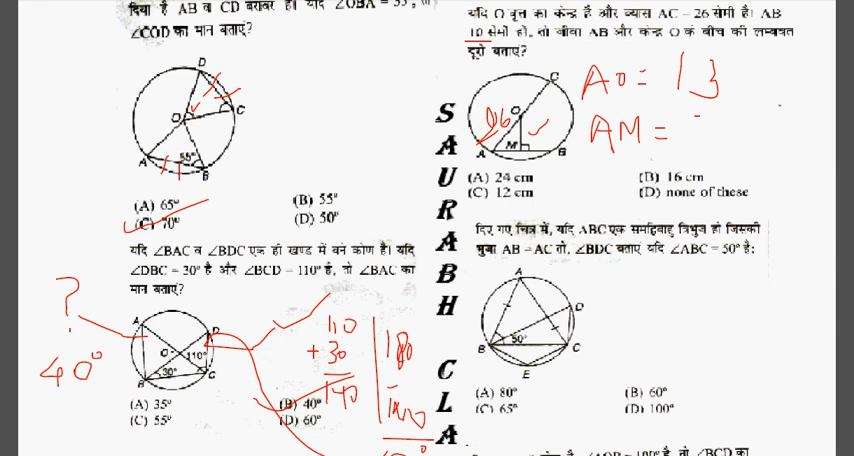 दिया है AB व CD बराबर हैं। यदि ∠OBA = 55°,
∠COD का मान बताएं?
D
O
C
A
55°
B
(A) 65°
(B) 55°
(C) 70°
(D) 50°
यदि ∠BAC व ∠BDC एक ही खण्ड में बने कोण है। यदि
∠DBC = 30° है और ∠BCD = 110° है, तो ∠BAC का
मान बताएं?
?
40°
A
D
O
110°
30°
B
C
110
+ 30
140
180
(A) 35°
(B) 40°
(C) 55°
(D) 60°
S
A
U
R
A
B
H
C
L
A
यदि O वृत्त का केन्द्र है और व्यास AC = 26 सेमी है। AB
10 सेमी हो, तो जीवा AB और केन्द्र O के बीच की लम्बवत
दूरी बताएं?
C
O
26
A
M
B
AO = 13
AM =
(A) 24 cm
(B) 16 cm
(C) 12 cm
(D) none of these
दिए गए चित्र में, यदि ABC एक समद्विबाहु त्रिभुज हो जिसकी
भुजा AB = AC तो, ∠BDC बताएं यदि ∠ABC = 50° है:
A
D
B
50°
C
E
(A) 80°
(B) 60°
(C) 65°
(D) 100°
∠AOB = 100° है, तो ∠BCD का